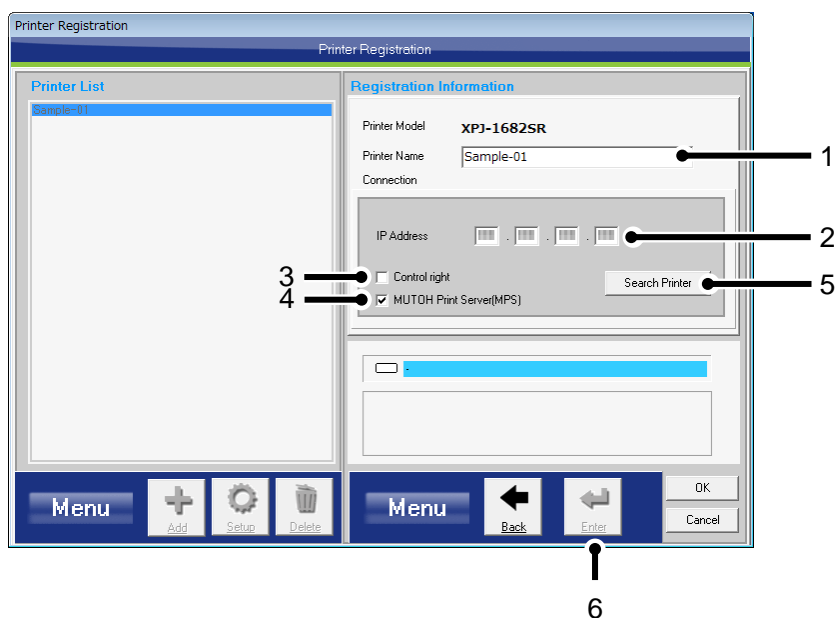 Printer Registration
Printer Registration
Printer List
Sample-01
Registration Information
Printer Model XPJ-1682SR
Printer Name Sample-01
Connection
IP Address . . .
Control right
Search Printer
MUTOH Print Server(MPS)
-
Menu Add Setup Delete
Menu Back Enter
OK
Cancel
1
2
3
4
5
6